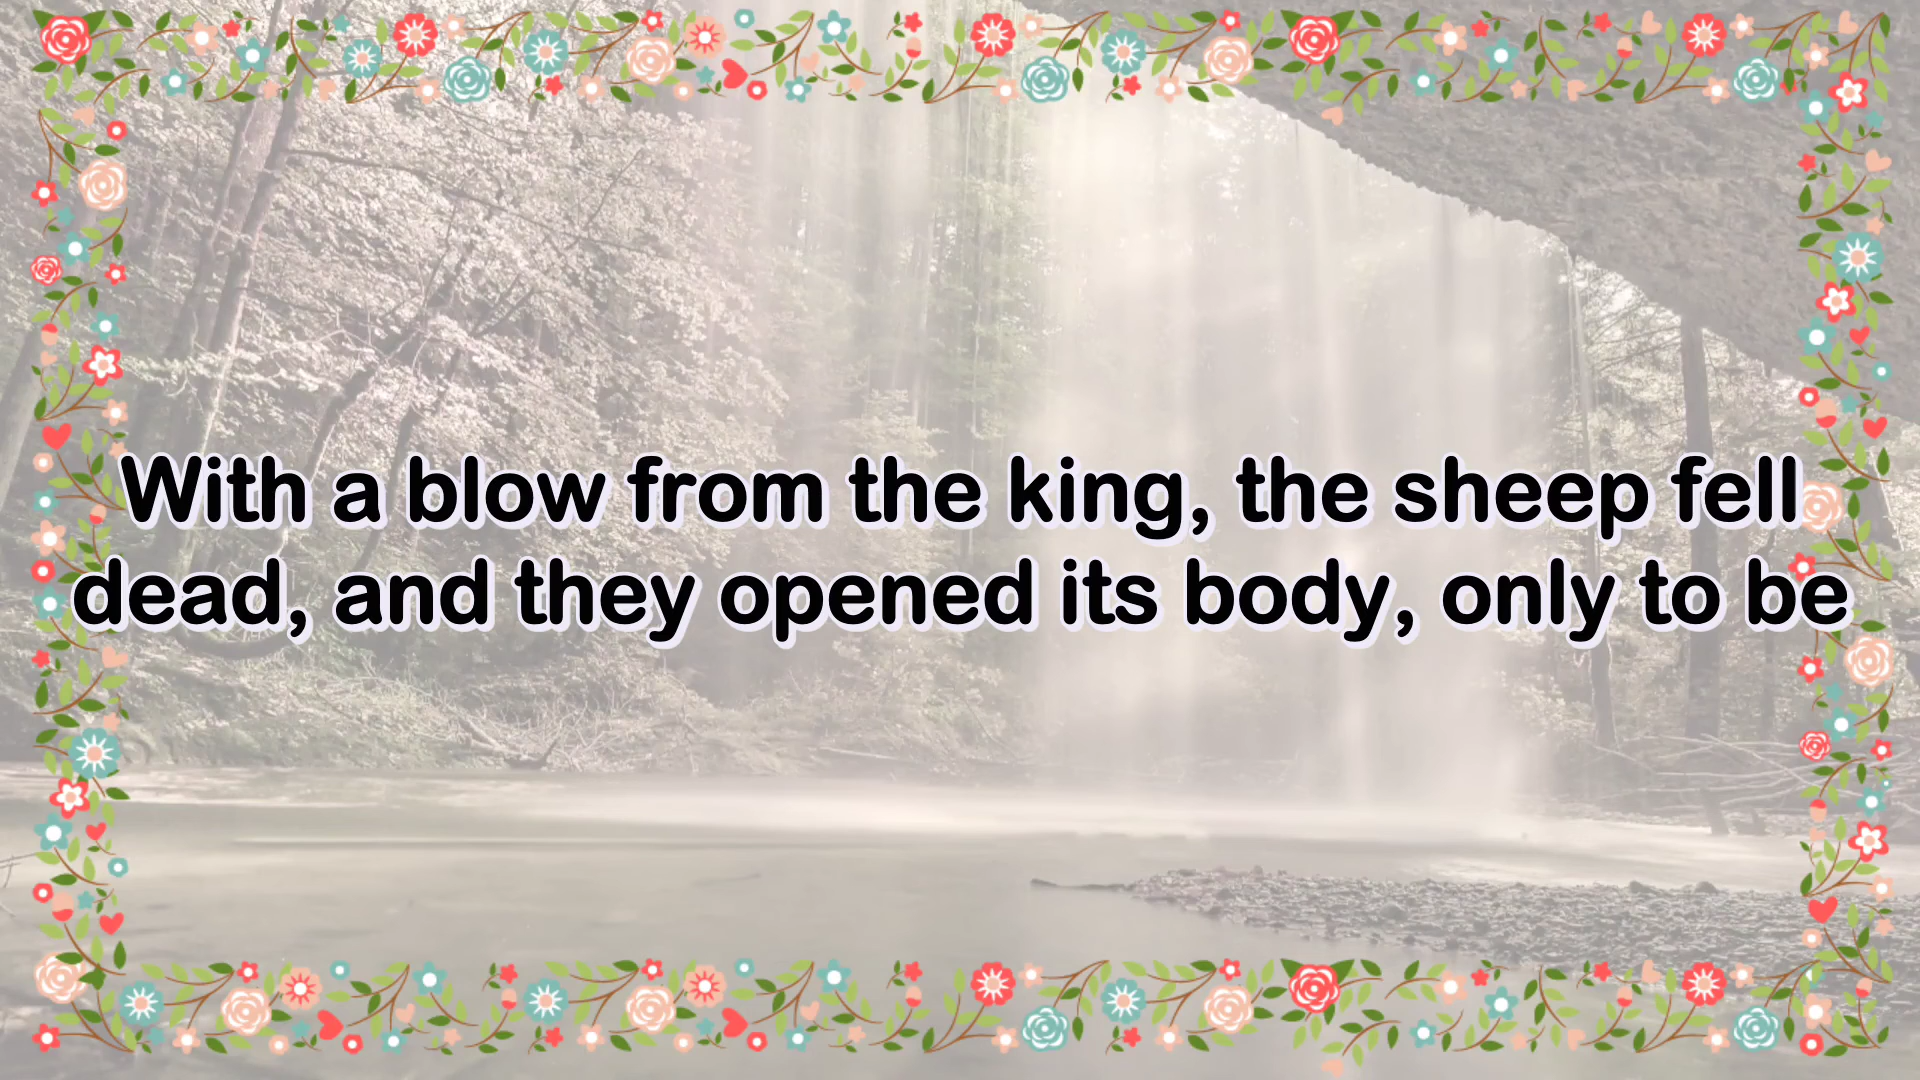 With a blow from the king, the sheep fell
dead, and they opened its body, only to be